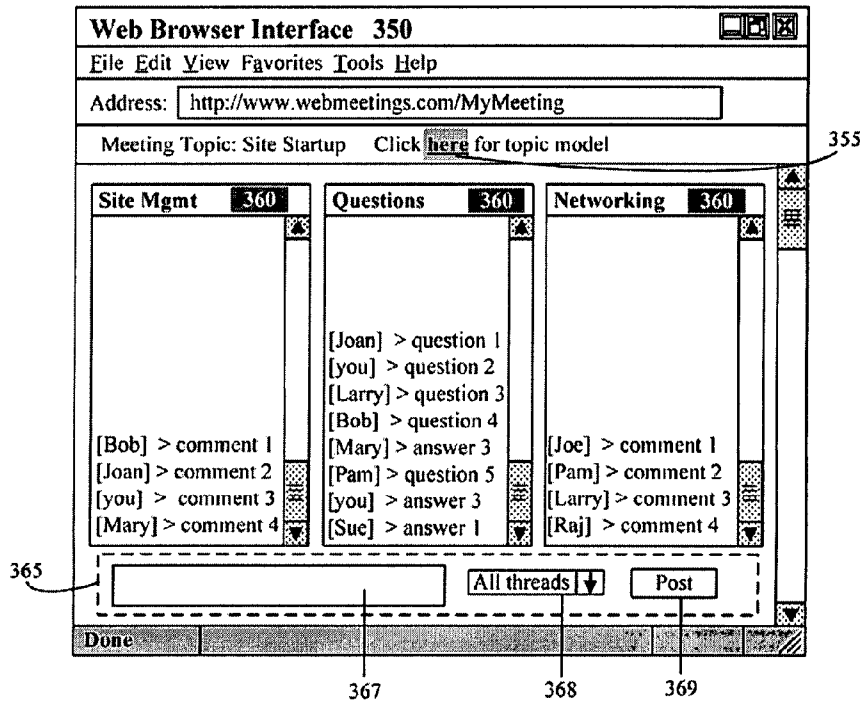 Web Browser Interface 350
File Edit View Favorites Tools Help
Address: http://www.webmeetings.com/MyMeeting
Meeting Topic: Site Startup Click here for topic model
355
Site Mgmt 360
[Bob] > comment 1
[Joan] > comment 2
[you] > comment 3
[Mary] > comment 4
Questions 360
[Joan] > question 1
[you] > question 2
[Larry] > question 3
[Bob] > question 4
[Mary] > answer 3
[Pam] > question 5
[you] > answer 3
[Sue] > answer 1
Networking 360
[Joe] > comment 1
[Pam] > comment 2
[Larry] > comment 3
[Raj] > comment 4
365
All threads
Post
Done
367
368
369